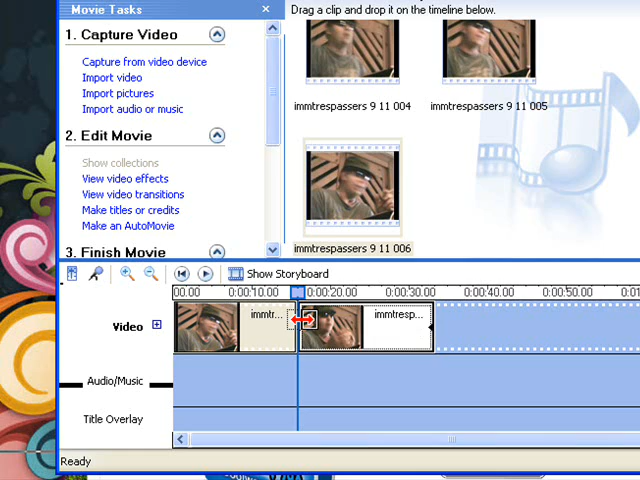 Movie Tasks
Drag a clip and drop it on the timeline below.
1. Capture Video
Capture from video device
Import video
Import pictures
Import audio or music
2. Edit Movie
Show collections
View video effects
View video transitions
Make titles or credits
Make an AutoMovie
3. Finish Movie
immtrespassers 9 11 004
immtrespassers 9 11 005
immtrespassers 9 11 006
Show Storyboard
00.00 0:00:10.00 0:00:20.00 0:00:30.00 0:00:40.00 0:00:50.00
Video
immtr...
immtresp...
Audio/Music
Title Overlay
Ready